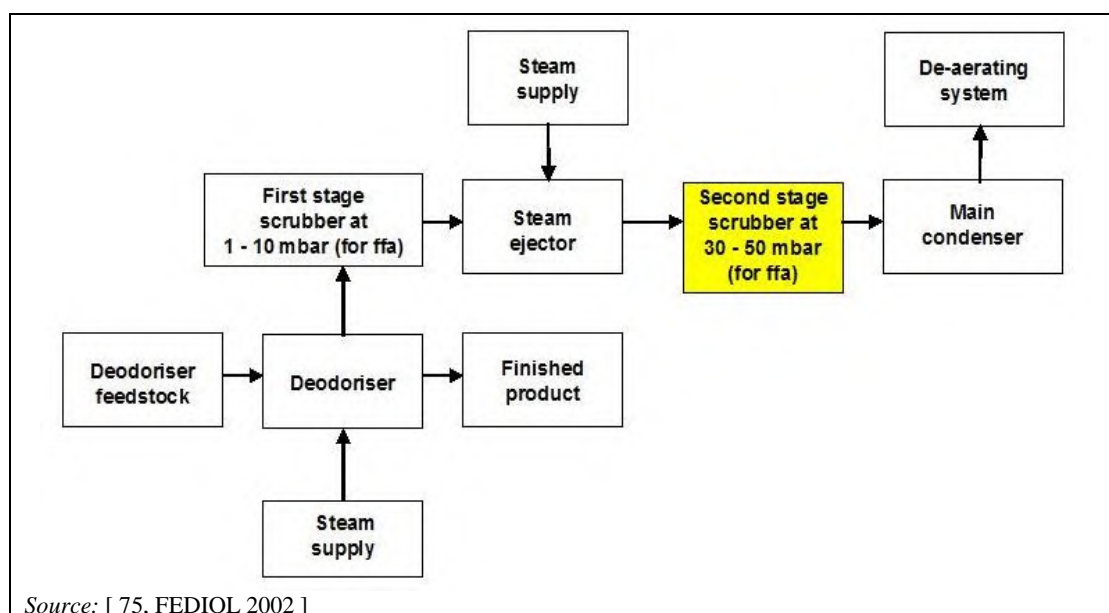 Steam
supply
De-aerating
system
First stage
scrubber at
1 - 10 mbar (for ffa)
Steam
ejector
Second stage
scrubber at
30 - 50 mbar
(for ffa)
Main
condenser
Deodoriser
feedstock
Deodoriser
Finished
product
Steam
supply
Source: [ 75, FEDIOL 2002 ]